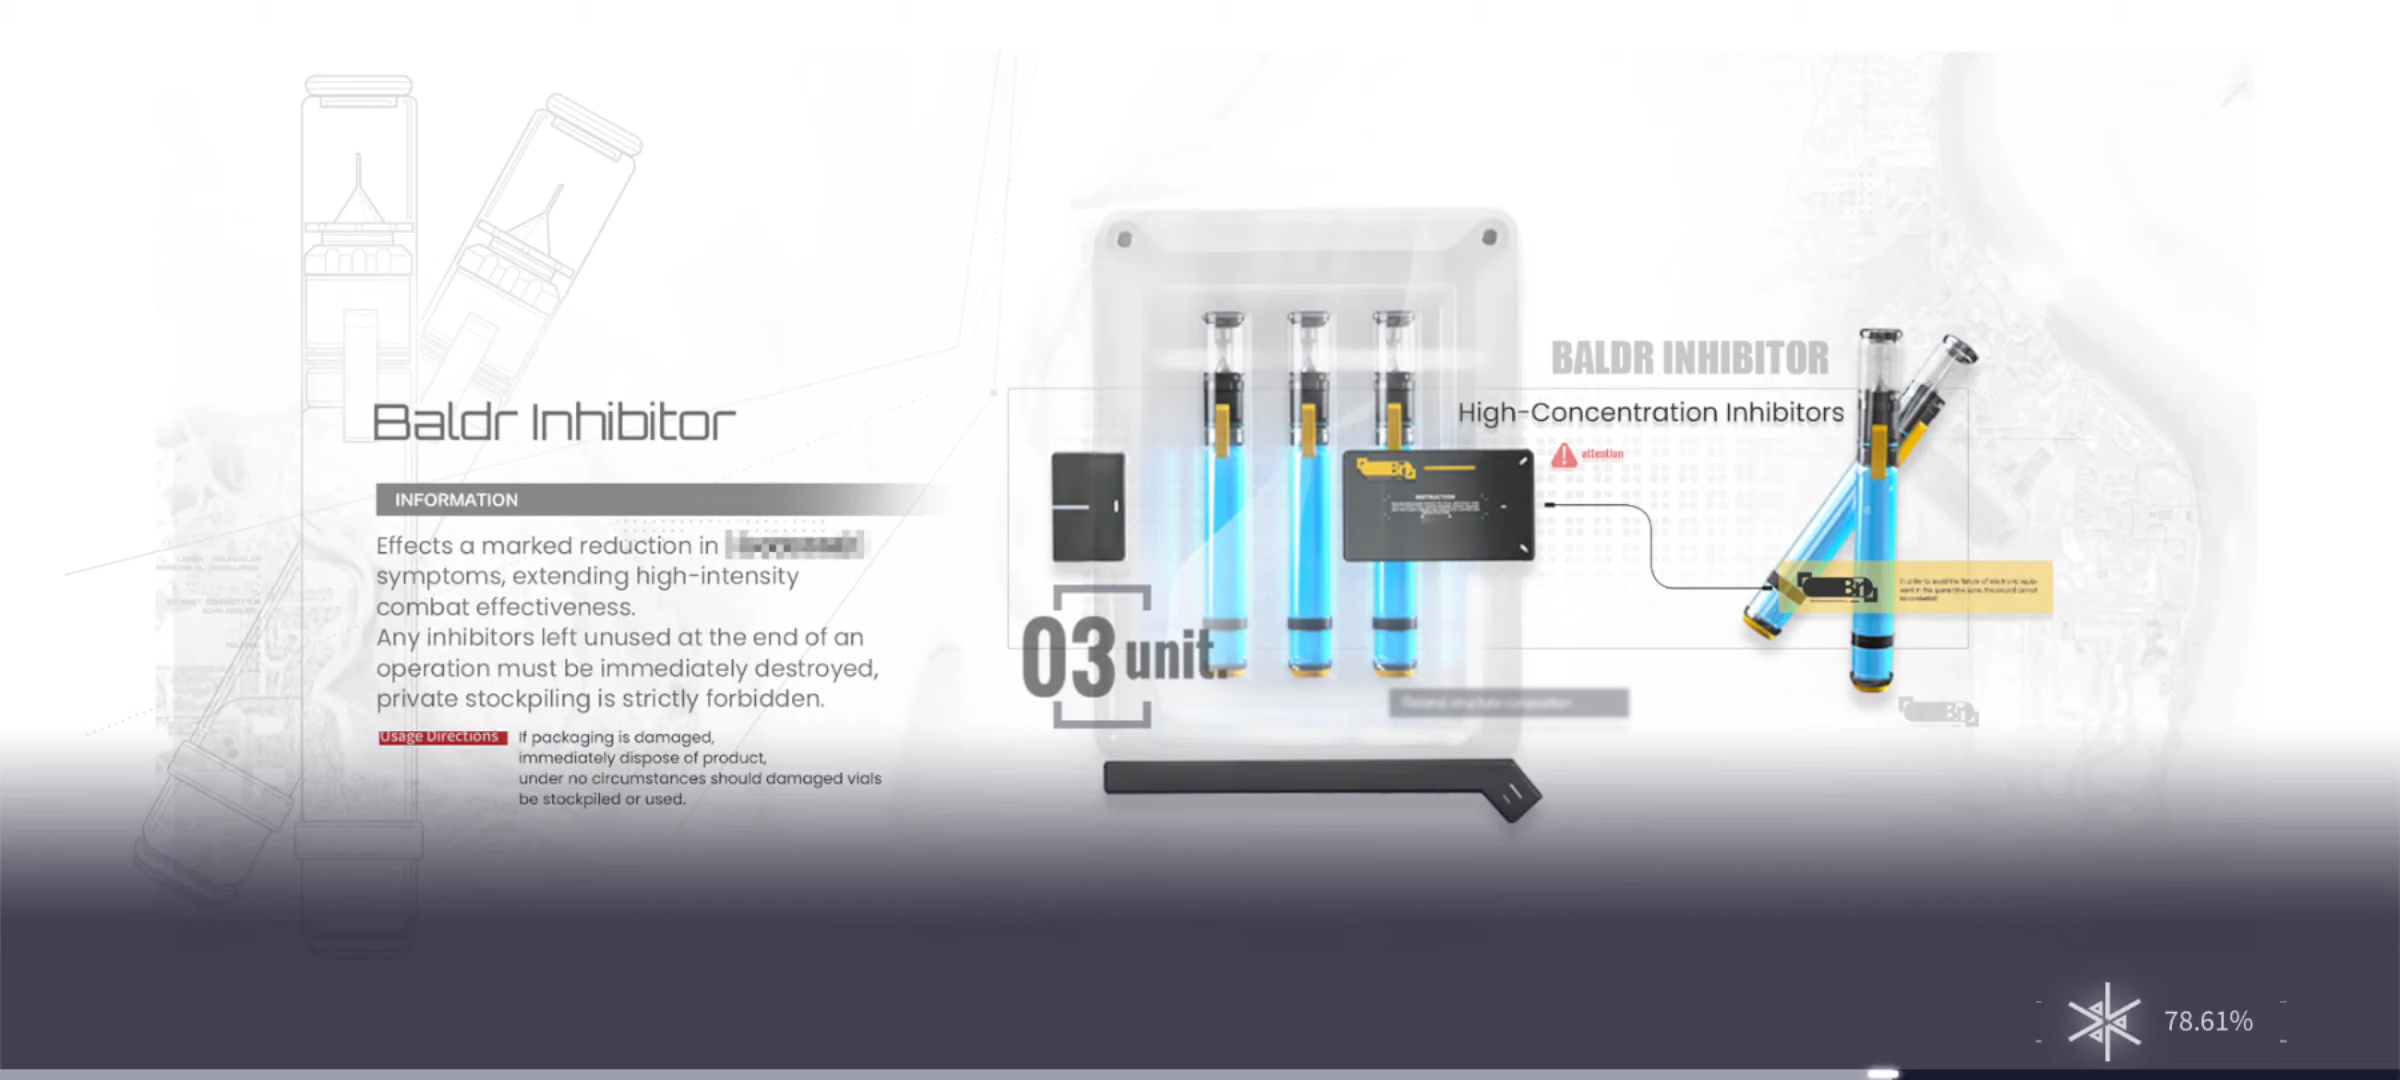 Baldr Inhibitor
INFORMATION
Effects a marked reduction in
symptoms, extending high-intensity
combat effectiveness.
Any inhibitors left unused at the end of an
operation must be immediately destroyed,
private stockpiling is strictly forbidden.
Usage Directions
If packaging is damaged,
immediately dispose of product,
under no circumstances should damaged vials
be stockpiled or used.
BALDR INHIBITOR
High-Concentration Inhibitors
attention
INSTRUCTION
03 unit.
78.61%